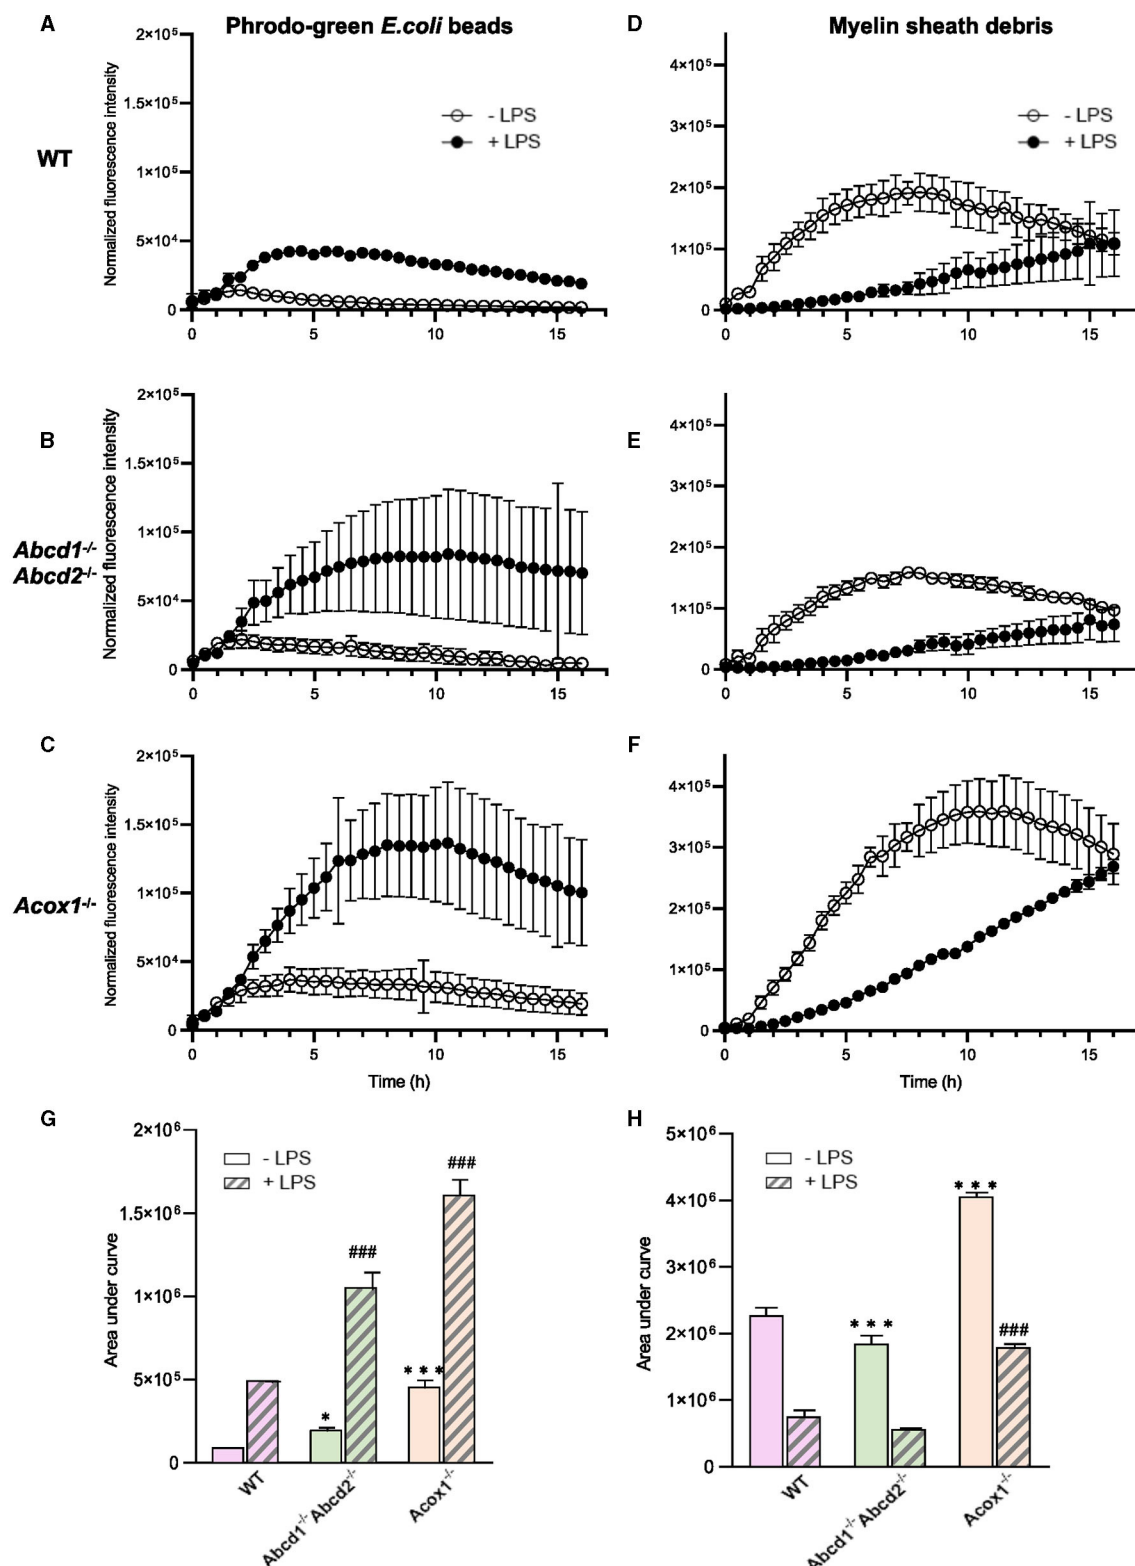 A
Phrodo-green E.coli beads
D
Myelin sheath debris
WT
Normalized fluorescence intensity
2×10⁵
1.5×10⁵
1×10⁵
5×10⁴
0
- LPS
+ LPS
0 5 10 15
4×10⁵
3×10⁵
2×10⁵
1×10⁵
0
- LPS
+ LPS
0 5 10 15
B
Abcd1⁻/⁻
Abcd2⁻/⁻
Normalized fluorescence intensity
2×10⁵
1.5×10⁵
1×10⁵
5×10⁴
0
0 5 10 15
E
4×10⁵
3×10⁵
2×10⁵
1×10⁵
0
0 5 10 15
C
Acox1⁻/⁻
Normalized fluorescence intensity
2×10⁵
1.5×10⁵
1×10⁵
5×10⁴
0
0 5 10 15
Time (h)
F
4×10⁵
3×10⁵
2×10⁵
1×10⁵
0
0 5 10 15
Time (h)
G
Area under curve
2×10⁶
1.5×10⁶
1×10⁶
5×10⁵
0
- LPS
+ LPS
*
###
***
###
WT
Abcd1⁻/⁻Abcd2⁻/⁻
Acox1⁻/⁻
H
Area under curve
5×10⁶
4×10⁶
3×10⁶
2×10⁶
1×10⁶
0
- LPS
+ LPS
***
***
###
WT
Abcd1⁻/⁻Abcd2⁻/⁻
Acox1⁻/⁻